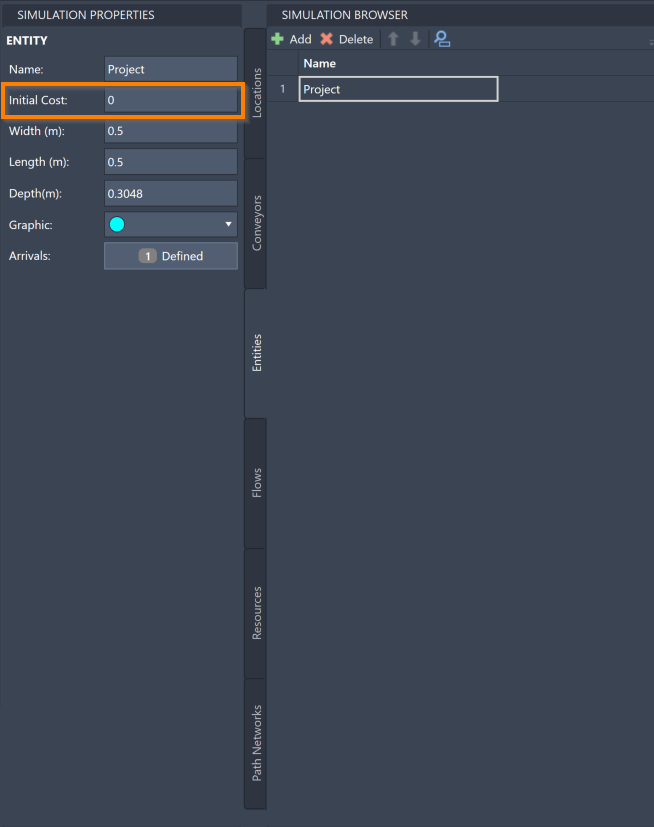 SIMULATION PROPERTIES
ENTITY
Name: Project
Initial Cost: 0
Width (m): 0.5
Length (m): 0.5
Depth(m): 0.3048
Graphic:
Arrivals: 1 Defined
Locations
Conveyors
Entities
Flows
Resources
Path Networks
SIMULATION BROWSER
Add Delete
Name
1 Project